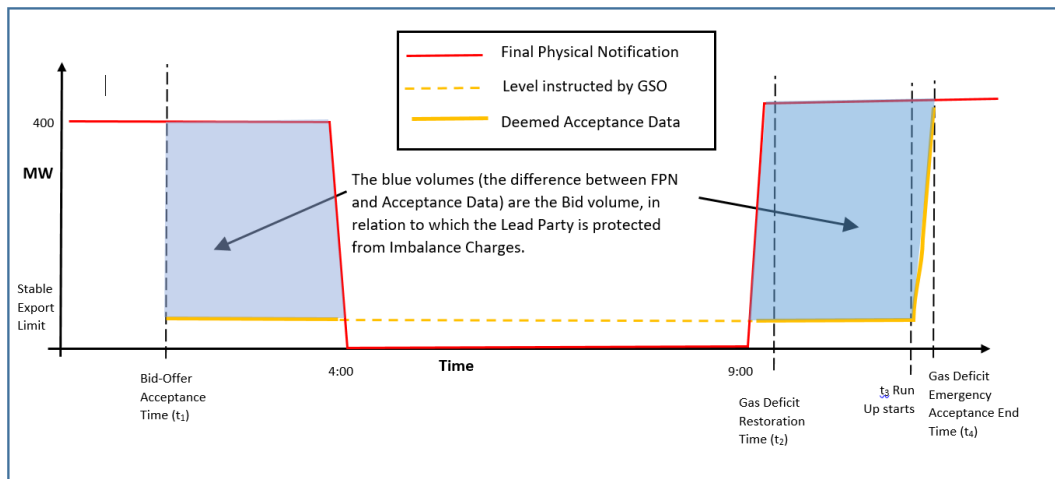 Final Physical Notification
Level instructed by GSO
Deemed Acceptance Data
400
MW
The blue volumes (the difference between FPN
and Acceptance Data) are the Bid volume, in
relation to which the Lead Party is protected
from Imbalance Charges.
Stable
Export
Limit
Time
4:00
9:00
Bid-Offer
Acceptance
Time (t₁)
Gas Deficit
Restoration
Time (t₂)
t₃ Run
Up starts
Gas Deficit
Emergency
Acceptance End
Time (t₄)